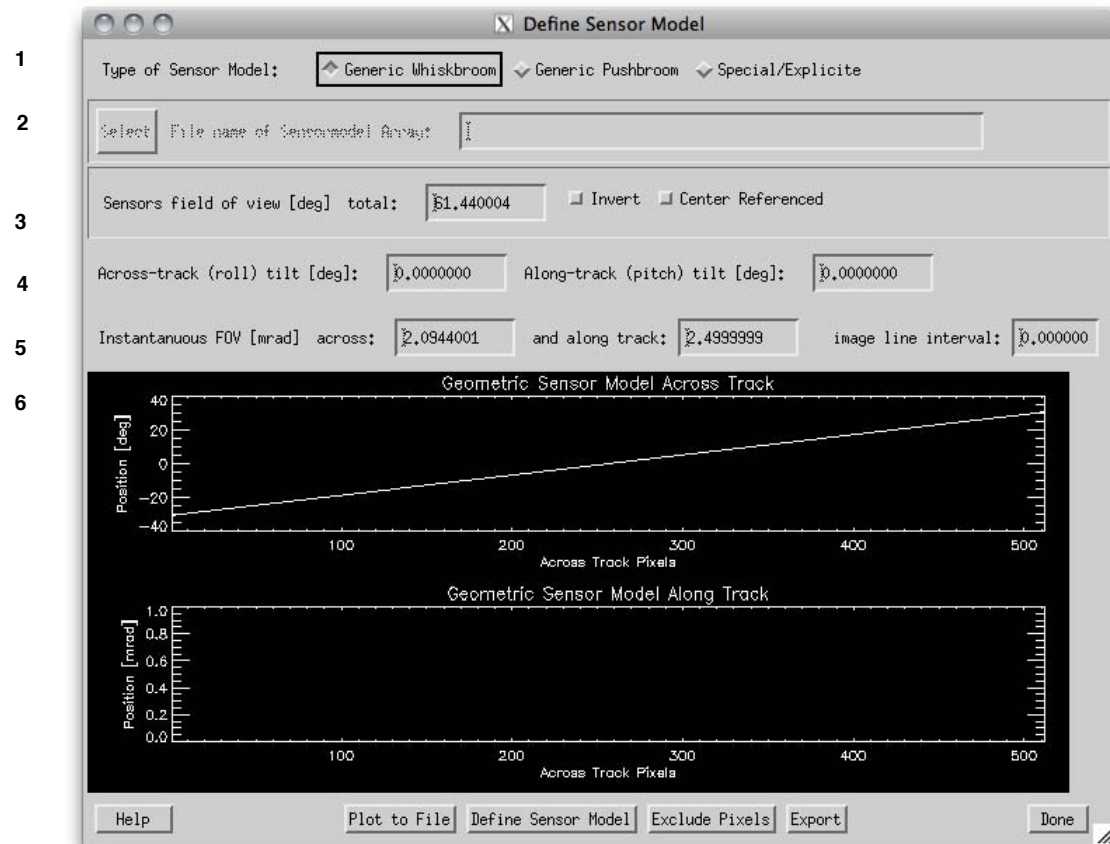 Define Sensor Model
1
Type of Sensor Model: Generic Whiskbroom Generic Pushbroom Special/Explicite
2
Select File name of Sensormodel Array:
Sensors field of view [deg] total: 61.440004 Invert Center Referenced
3
Across-track (roll) tilt [deg]: 0.0000000 Along-track (pitch) tilt [deg]: 0.0000000
4
Instantanuous FOV [mrad] across: 2.0944001 and along track: 2.4999999 image line interval: 0.000000
5
6
Geometric Sensor Model Across Track
Position [deg]
40
20
0
−20
−40
100 200 300 400 500
Across Track Pixels
Geometric Sensor Model Along Track
Position [mrad]
1.0
0.8
0.6
0.4
0.2
0.0
100 200 300 400 500
Across Track Pixels
Help Plot to File Define Sensor Model Exclude Pixels Export Done